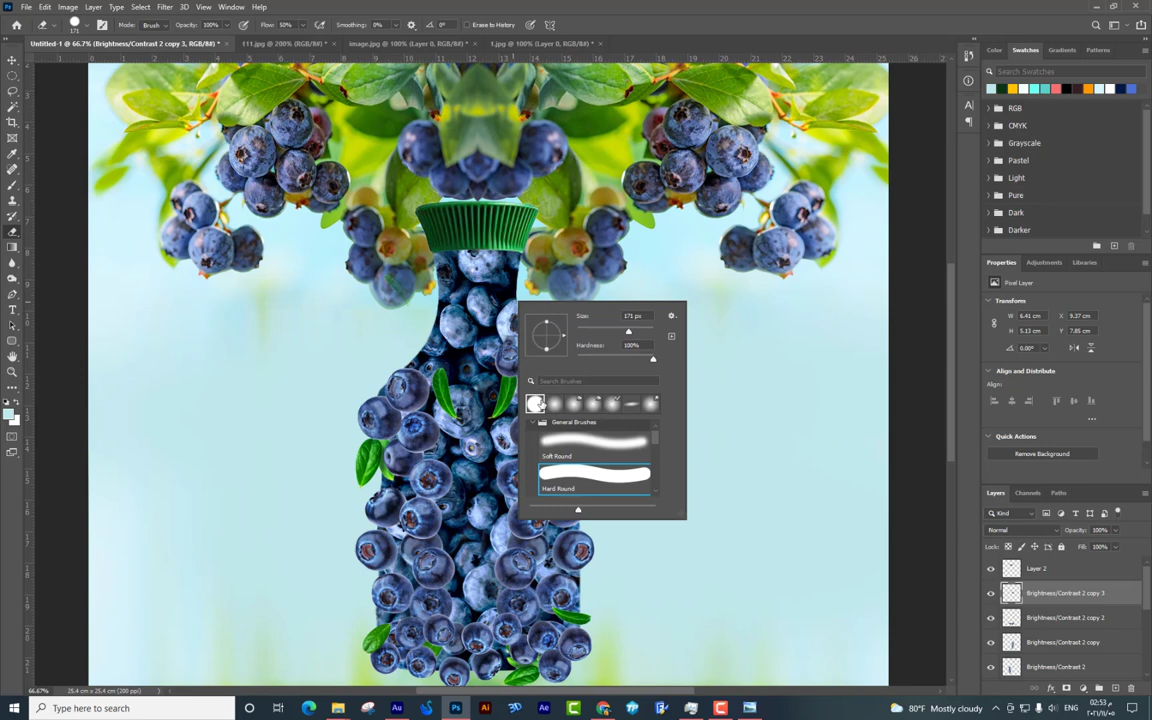 File Edit Image Layer Type Select Filter 3D View Window Help
171 Mode: Brush Opacity: 100% Flow: 50% Smoothing: 0% 0° Erase to History
Untitled-1 @ 66.7% (Brightness/Contrast 2 copy 3, RGB/8#) * × 111.jpg @ 200% (RGB/8#) * × image.jpg @ 100% (Layer 0, RGB/8#) * × 1.jpg @ 100% (Layer 0, RGB/8#) * ×
Color Swatches Gradients Patterns
Search Swatches
RGB
CMYK
Grayscale
Pastel
Light
Pure
Dark
Darker
Properties Adjustments Libraries
Pixel Layer
Transform
W 6.41 cm X 9.37 cm
H 5.13 cm Y 7.85 cm
0.00°
Align and Distribute
Align:
Quick Actions
Remove Background
Layers Channels Paths
Kind
Normal Opacity: 100%
Lock: Fill: 100%
Layer 2
Brightness/Contrast 2 copy 3
Brightness/Contrast 2 copy 2
Brightness/Contrast 2 copy
Brightness/Contrast 2
Size: 171 px
Hardness: 100%
Search Brushes
General Brushes
Soft Round
Hard Round
66.67% 25.4 cm x 25.4 cm (200 ppi)
Type here to search
80°F Mostly cloudy
02:53 م